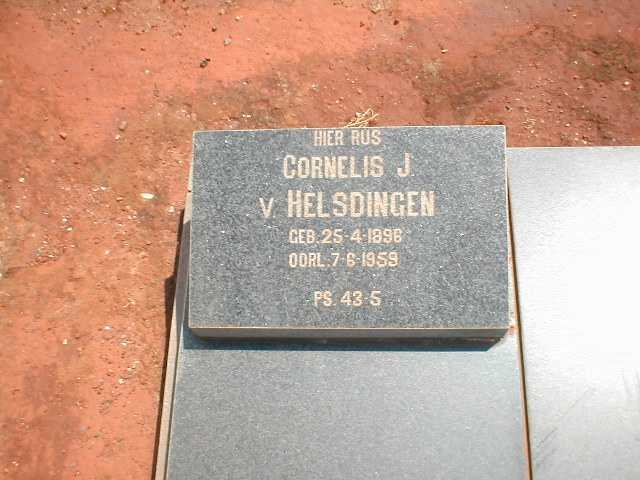 HIER RUS
CORNELIS J.
V. HELSDINGEN
GEB. 25-4-1896
OORL. 7-6-1959
PS. 43-5